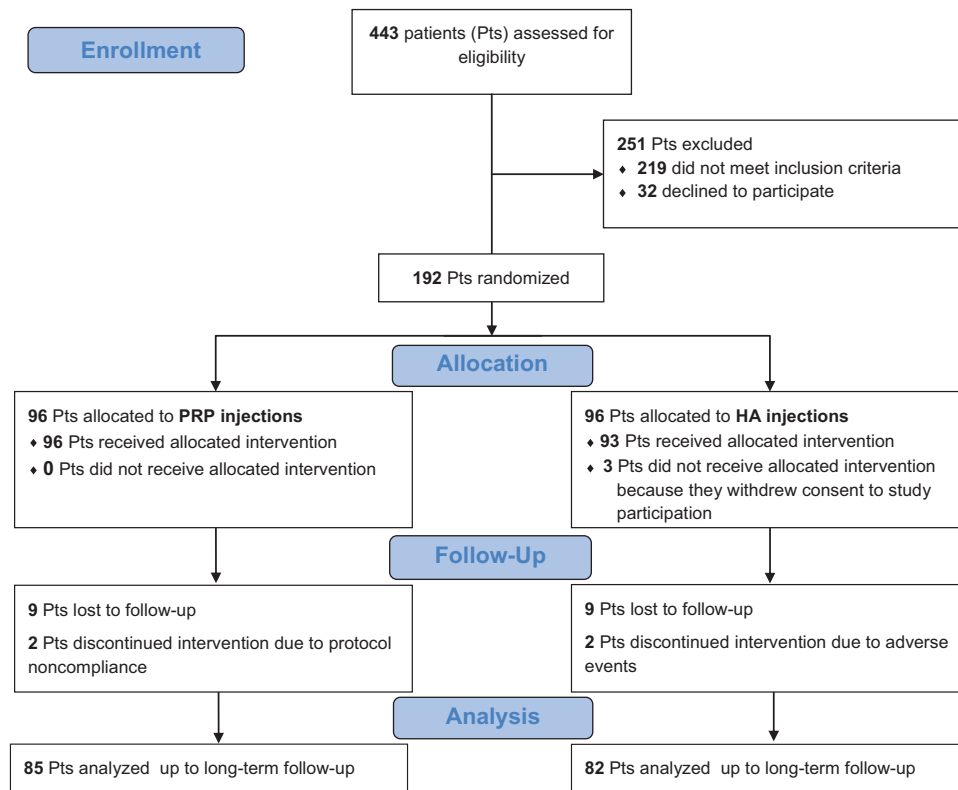 Enrollment
443 patients (Pts) assessed for
eligibility
251 Pts excluded
♦ 219 did not meet inclusion criteria
♦ 32 declined to participate
192 Pts randomized
Allocation
96 Pts allocated to PRP injections
♦ 96 Pts received allocated intervention
♦ 0 Pts did not receive allocated intervention
96 Pts allocated to HA injections
♦ 93 Pts received allocated intervention
♦ 3 Pts did not receive allocated intervention
because they withdrew consent to study
participation
Follow-Up
9 Pts lost to follow-up
2 Pts discontinued intervention due to protocol
noncompliance
9 Pts lost to follow-up
2 Pts discontinued intervention due to adverse
events
Analysis
85 Pts analyzed up to long-term follow-up
82 Pts analyzed up to long-term follow-up